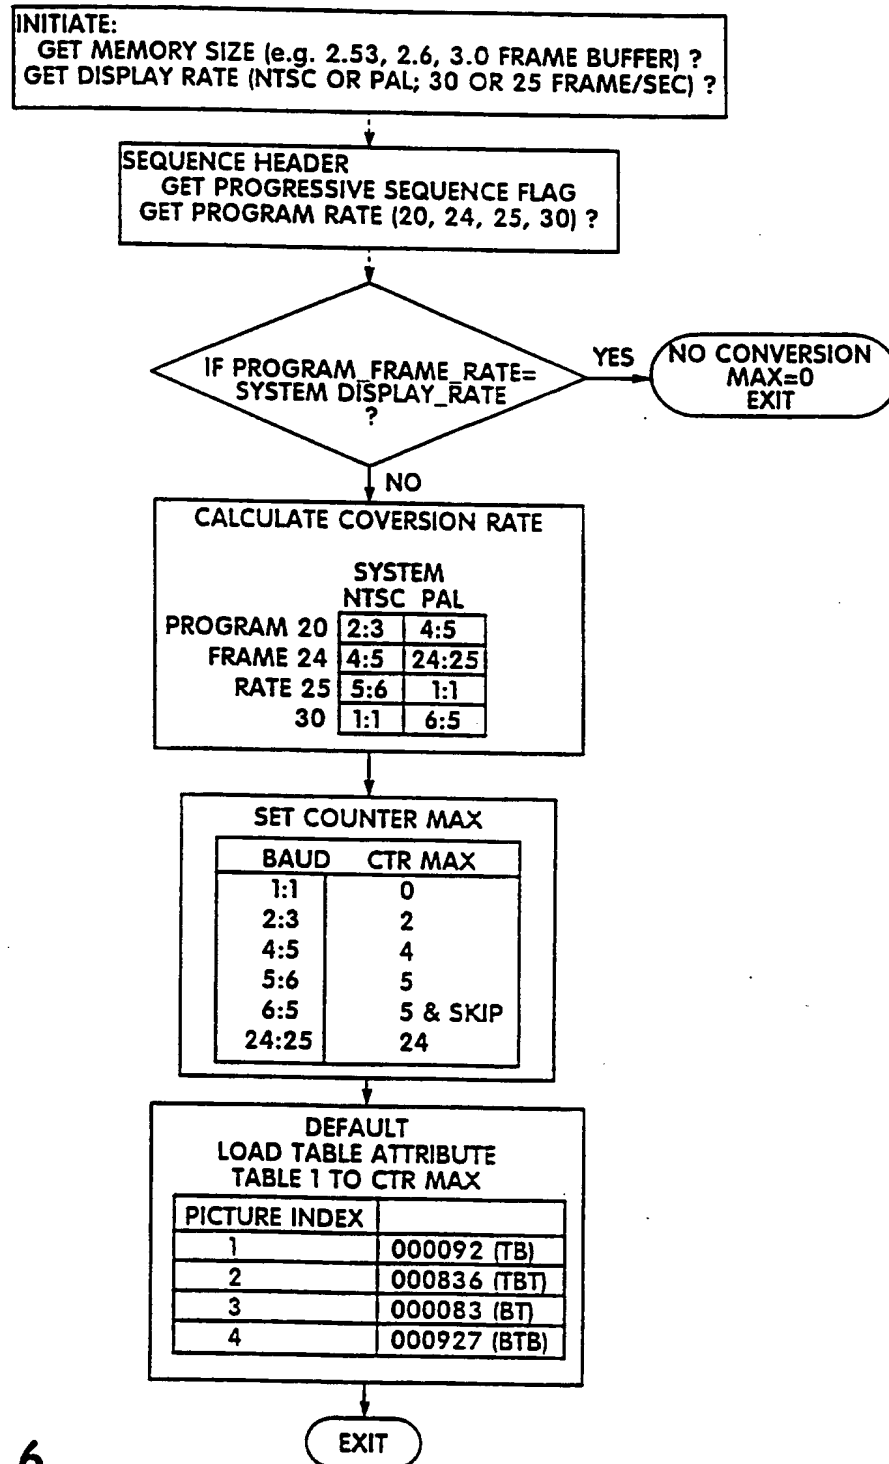 INITIATE:
GET MEMORY SIZE (e.g. 2.53, 2.6, 3.0 FRAME BUFFER) ?
GET DISPLAY RATE (NTSC OR PAL; 30 OR 25 FRAME/SEC) ?
SEQUENCE HEADER
GET PROGRESSIVE SEQUENCE FLAG
GET PROGRAM RATE (20, 24, 25, 30) ?
IF PROGRAM_FRAME_RATE=
SYSTEM DISPLAY_RATE
?
YES
NO CONVERSION
MAX=0
EXIT
NO
CALCULATE COVERSION RATE
SYSTEM
NTSC PAL
PROGRAM 20 2:3 4:5
FRAME 24 4:5 24:25
RATE 25 5:6 1:1
30 1:1 6:5
SET COUNTER MAX
BAUD CTR MAX
1:1 0
2:3 2
4:5 4
5:6 5
6:5 5 & SKIP
24:25 24
DEFAULT
LOAD TABLE ATTRIBUTE
TABLE 1 TO CTR MAX
PICTURE INDEX
1 000092 (TB)
2 000836 (TBT)
3 000083 (BT)
4 000927 (BTB)
EXIT
6